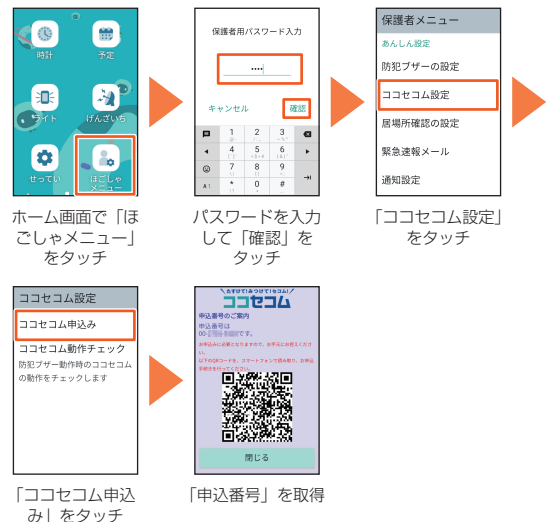 時計
予定
ライト
げんざいち
せってい
ほごしゃ
メニュー
ホーム画面で「ほ
ごしゃメニュー」
をタッチ
保護者用パスワード入力
••••
キャンセル
確認
1
2
3
4
5
6
7
8
9
*
0
#
パスワードを入力
して「確認」を
タッチ
保護者メニュー
あんしん設定
防犯ブザーの設定
ココセコム設定
居場所確認の設定
緊急速報メール
通知設定
「ココセコム設定」
をタッチ
ココセコム設定
ココセコム申込み
ココセコム動作チェック
防犯ブザー動作時のココセコム
の動作をチェックします
「ココセコム申込
み」をタッチ
ココセコム
申込番号のご案内
申込番号は
です。
閉じる
「申込番号」を取得